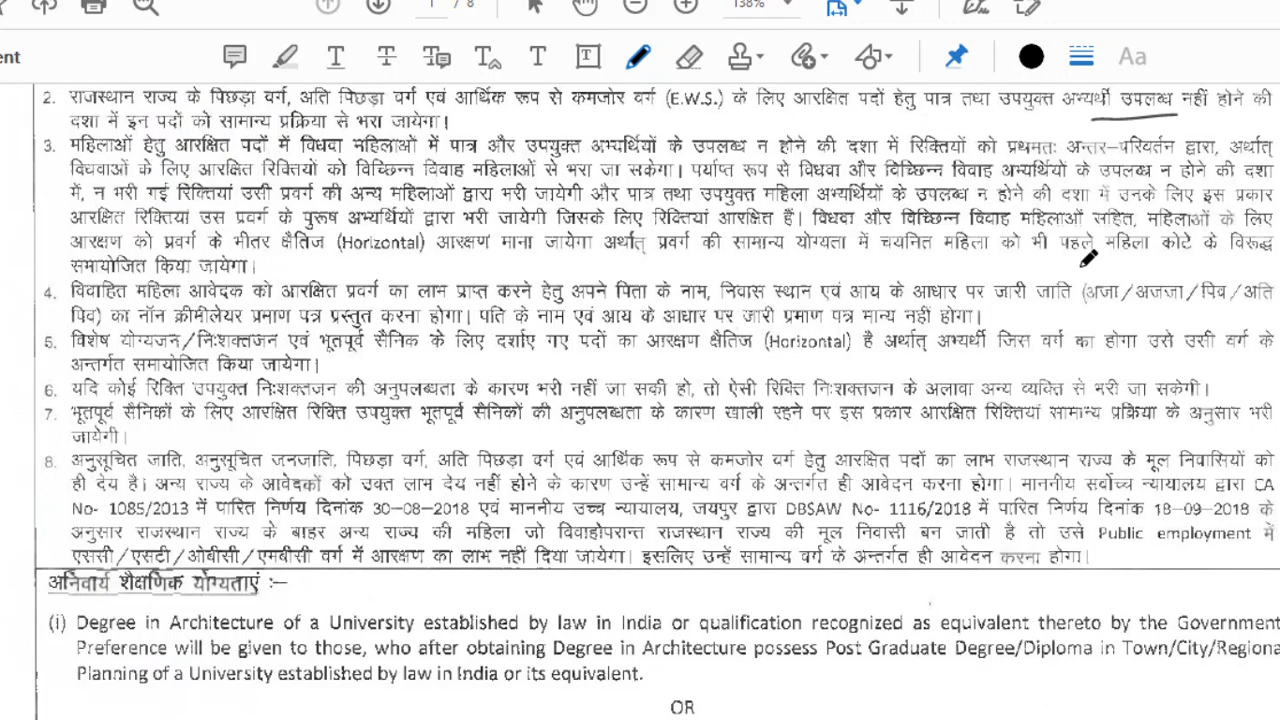 1 / 8
138%
ent
Aa
2. राजस्थान राज्य के पिछड़ा वर्ग, अति पिछड़ा वर्ग एवं आर्थिक रूप से कमजोर वर्ग (E.W.S.) के लिए आरक्षित पदों हेतु पात्र तथा उपयुक्त अभ्यर्थी उपलब्ध नहीं होने की
दशा में इन पदों को सामान्य प्रक्रिया से भरा जायेगा।
3. महिलाओं हेतु आरक्षित पदों में विधवा महिलाओं में पात्र और उपयुक्त अभ्यर्थियों के उपलब्ध न होने की दशा में रिक्तियों को प्रथमतः अन्तर-परिवर्तन द्वारा, अर्थात्
विधवाओं के लिए आरक्षित रिक्तियों को विच्छिन्न विवाह महिलाओं से भरा जा सकेगा। पर्याप्त रूप से विधवा और विच्छिन्न विवाह अभ्यर्थियों के उपलब्ध न होने की दशा
में, न भरी गई रिक्तियां उसी प्रवर्ग की अन्य महिलाओं द्वारा भरी जायेगी और पात्र तथा उपयुक्त महिला अभ्यर्थियों के उपलब्ध न होने की दशा में उनके लिए इस प्रकार
आरक्षित रिक्तियां उस प्रवर्ग के पुरूष अभ्यर्थियों द्वारा भरी जायेगी जिसके लिए रिक्तियां आरक्षित हैं। विधवा और विच्छिन्न विवाह महिलाओं सहित, महिलाओं के लिए
आरक्षण को प्रवर्ग के भीतर क्षैतिज (Horizontal) आरक्षण माना जायेगा अर्थात् प्रवर्ग की सामान्य योग्यता में चयनित महिला को भी पहले महिला कोटे के विरूद्ध
समायोजित किया जायेगा।
4. विवाहित महिला आवेदक को आरक्षित प्रवर्ग का लाभ प्राप्त करने हेतु अपने पिता के नाम, निवास स्थान एवं आय के आधार पर जारी जाति (अजा/अजजा/पिव/अति
पिव) का नॉन क्रीमीलेयर प्रमाण पत्र प्रस्तुत करना होगा। पति के नाम एवं आय के आधार पर जारी प्रमाण पत्र मान्य नहीं होगा।
5. विशेष योग्यजन/निःशक्तजन एवं भूतपूर्व सैनिक के लिए दर्शाए गए पदों का आरक्षण क्षैतिज (Horizontal) है अर्थात् अभ्यर्थी जिस वर्ग का होगा उसे उसी वर्ग के
अन्तर्गत समायोजित किया जायेगा।
6. यदि कोई रिक्ति उपयुक्त निःशक्तजन की अनुपलब्धता के कारण भरी नहीं जा सकी हो, तो ऐसी रिक्ति निःशक्तजन के अलावा अन्य व्यक्ति से भरी जा सकेगी।
7. भूतपूर्व सैनिकों के लिए आरक्षित रिक्ति उपयुक्त भूतपूर्व सैनिकों की अनुपलब्धता के कारण खाली रहने पर इस प्रकार आरक्षित रिक्तियां सामान्य प्रक्रिया के अनुसार भरी
जायेगी।
8. अनुसूचित जाति, अनुसूचित जनजाति, पिछड़ा वर्ग, अति पिछड़ा वर्ग एवं आर्थिक रूप से कमजोर वर्ग हेतु आरक्षित पदों का लाभ राजस्थान राज्य के मूल निवासियों को
ही देय है। अन्य राज्य के आवेदकों को उक्त लाभ देय नहीं होने के कारण उन्हें सामान्य वर्ग के अन्तर्गत ही आवेदन करना होगा। माननीय सर्वोच्च न्यायालय द्वारा CA
No- 1085/2013 में पारित निर्णय दिनांक 30-08-2018 एवं माननीय उच्च न्यायालय, जयपुर द्वारा DBSAW No- 1116/2018 में पारित निर्णय दिनांक 18-09-2018 के
अनुसार राजस्थान राज्य के बाहर अन्य राज्य की महिला जो विवाहोपरान्त राजस्थान राज्य की मूल निवासी बन जाती है तो उसे Public employment में
एससी/एसटी/ओबीसी/एमबीसी वर्ग में आरक्षण का लाभ नहीं दिया जायेगा। इसलिए उन्हें सामान्य वर्ग के अन्तर्गत ही आवेदन करना होगा।
अनिवार्य शैक्षणिक योग्यताएं :-
(i) Degree in Architecture of a University established by law in India or qualification recognized as equivalent thereto by the Government
Preference will be given to those, who after obtaining Degree in Architecture possess Post Graduate Degree/Diploma in Town/City/Regiona
Planning of a University established by law in India or its equivalent.
OR